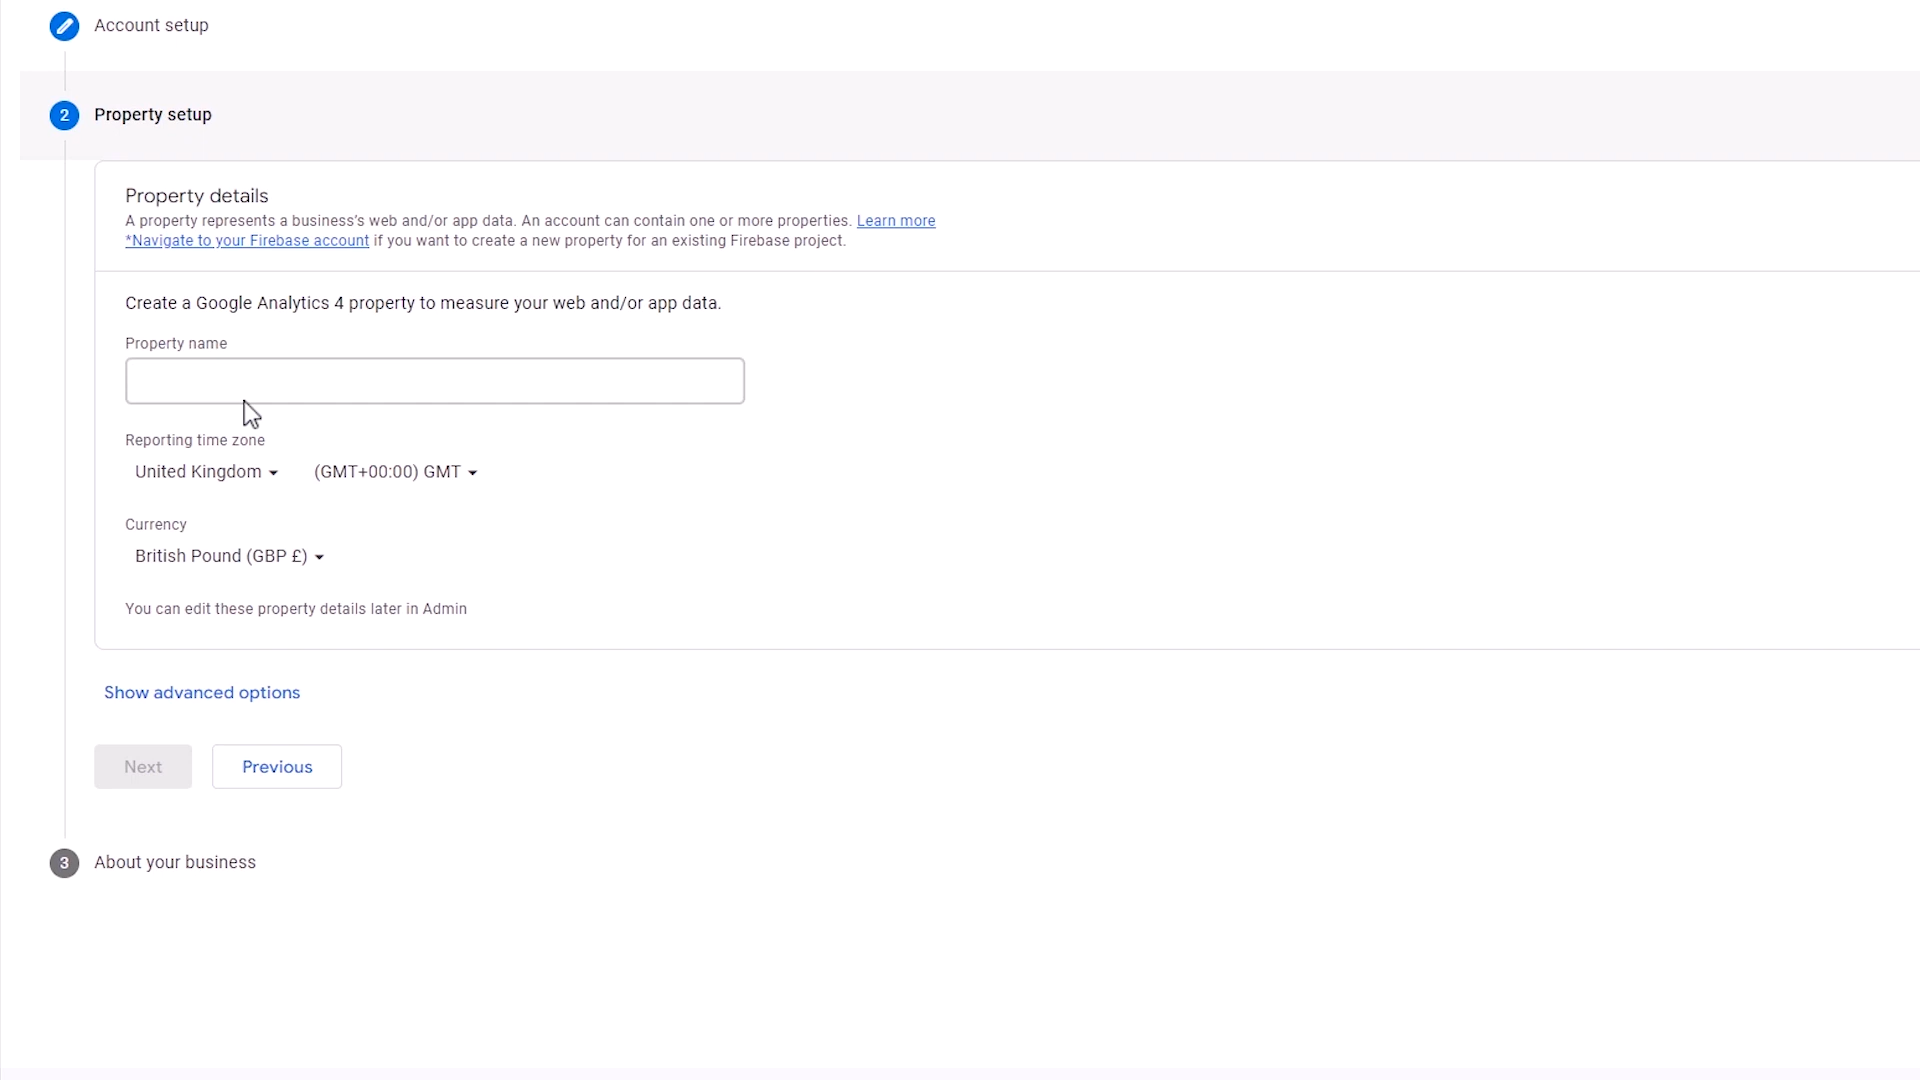 Account setup
2 Property setup
Property details
A property represents a business's web and/or app data. An account can contain one or more properties. Learn more
*Navigate to your Firebase account if you want to create a new property for an existing Firebase project.
Create a Google Analytics 4 property to measure your web and/or app data.
Property name
Reporting time zone
United Kingdom (GMT+00:00) GMT
Currency
British Pound (GBP £)
You can edit these property details later in Admin
Show advanced options
Next Previous
3 About your business